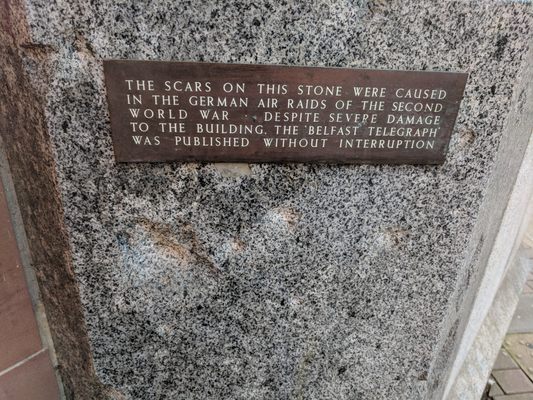 THE SCARS ON THIS STONE WERE CAUSED
IN THE GERMAN AIR RAIDS OF THE SECOND
WORLD WAR · DESPITE SEVERE DAMAGE
TO THE BUILDING, THE 'BELFAST TELEGRAPH'
WAS PUBLISHED WITHOUT INTERRUPTION